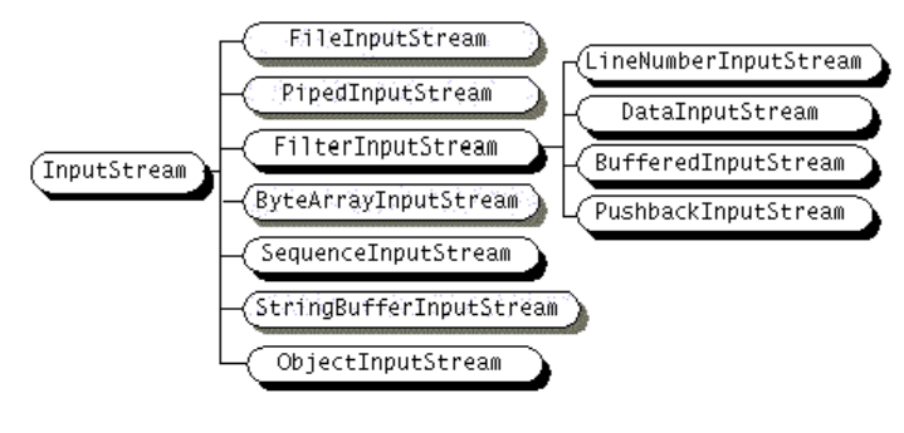 InputStream
FileInputStream
PipedInputStream
FilterInputStream
ByteArrayInputStream
SequenceInputStream
StringBufferInputStream
ObjectInputStream
LineNumberInputStream
DataInputStream
BufferedInputStream
PushbackInputStream